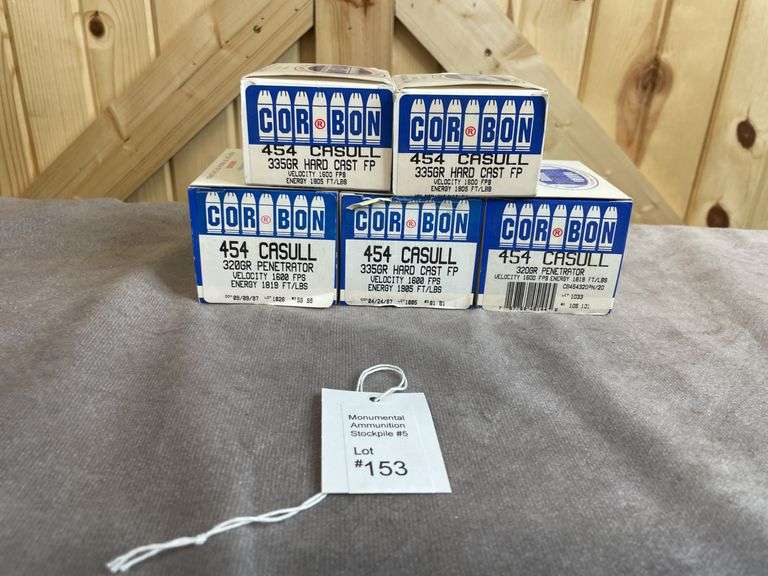 COR®BON
454 CASULL
335GR HARD CAST FP
VELOCITY 1600 FPS
ENERGY 1905 FT/LBS
COR®BON
454 CASULL
335GR HARD CAST FP
VELOCITY 1600 FPS
ENERGY 1905 FT/LBS
COR®BON
454 CASULL
320GR PENETRATOR
VELOCITY 1600 FPS
ENERGY 1819 FT/LBS
COR®BON
454 CASULL
335GR HARD CAST FP
VELOCITY 1600 FPS
ENERGY 1905 FT/LBS
COR®BON
454 CASULL
320GR PENETRATOR
VELOCITY 1600 FPS ENERGY 1819 FT/LBS
LOT 1033
Monumental
Ammunition
Stockpile #5
Lot
#153